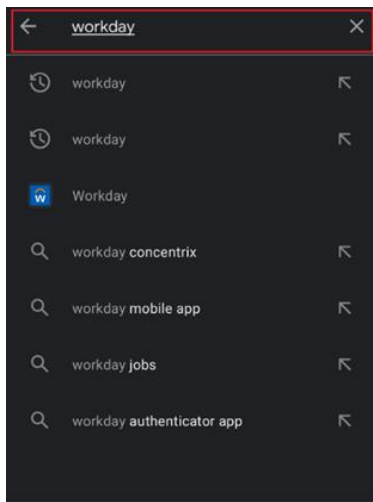 workday
workday
workday
Workday
workday concentrix
workday mobile app
workday jobs
workday authenticator app